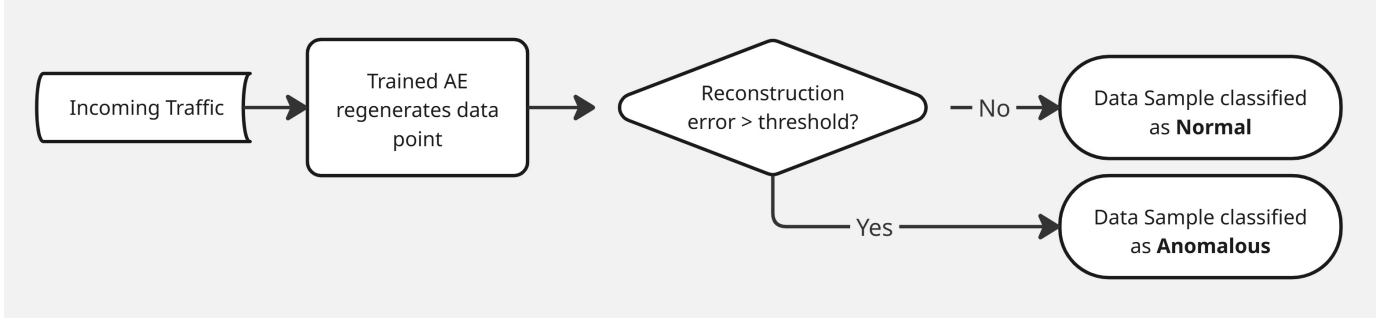 Incoming Traffic
Trained AE
regenerates data
point
Reconstruction
error > threshold?
No
Data Sample classified
as Normal
Yes
Data Sample classified
as Anomalous